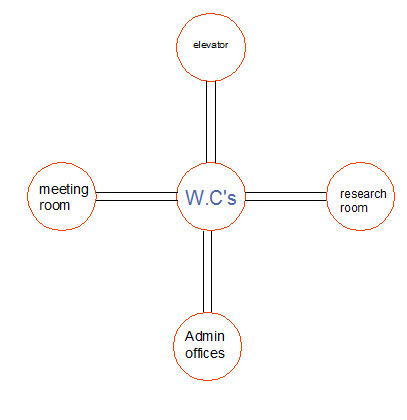 elevator
meeting
room
W.C's
research
room
Admin
offices